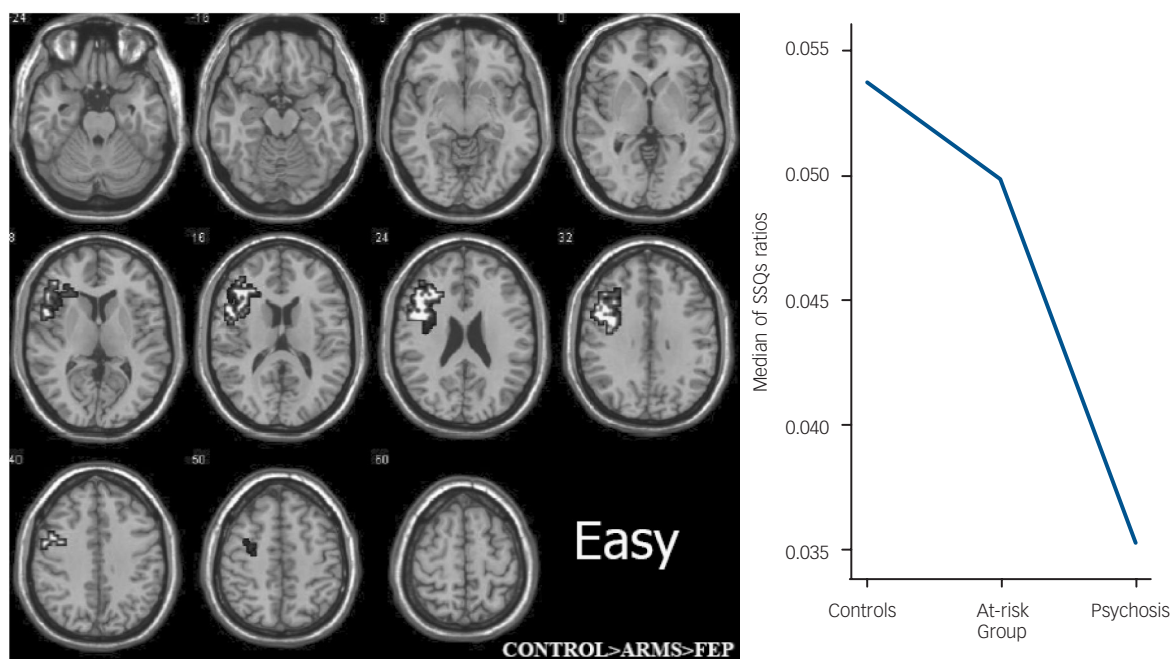 -24
-16
-8
0
8
16
24
32
40
50
60
Easy
CONTROL>ARMS>FEP
Median of SSQs ratios
0.055
0.050
0.045
0.040
0.035
Controls
At-risk
Group
Psychosis